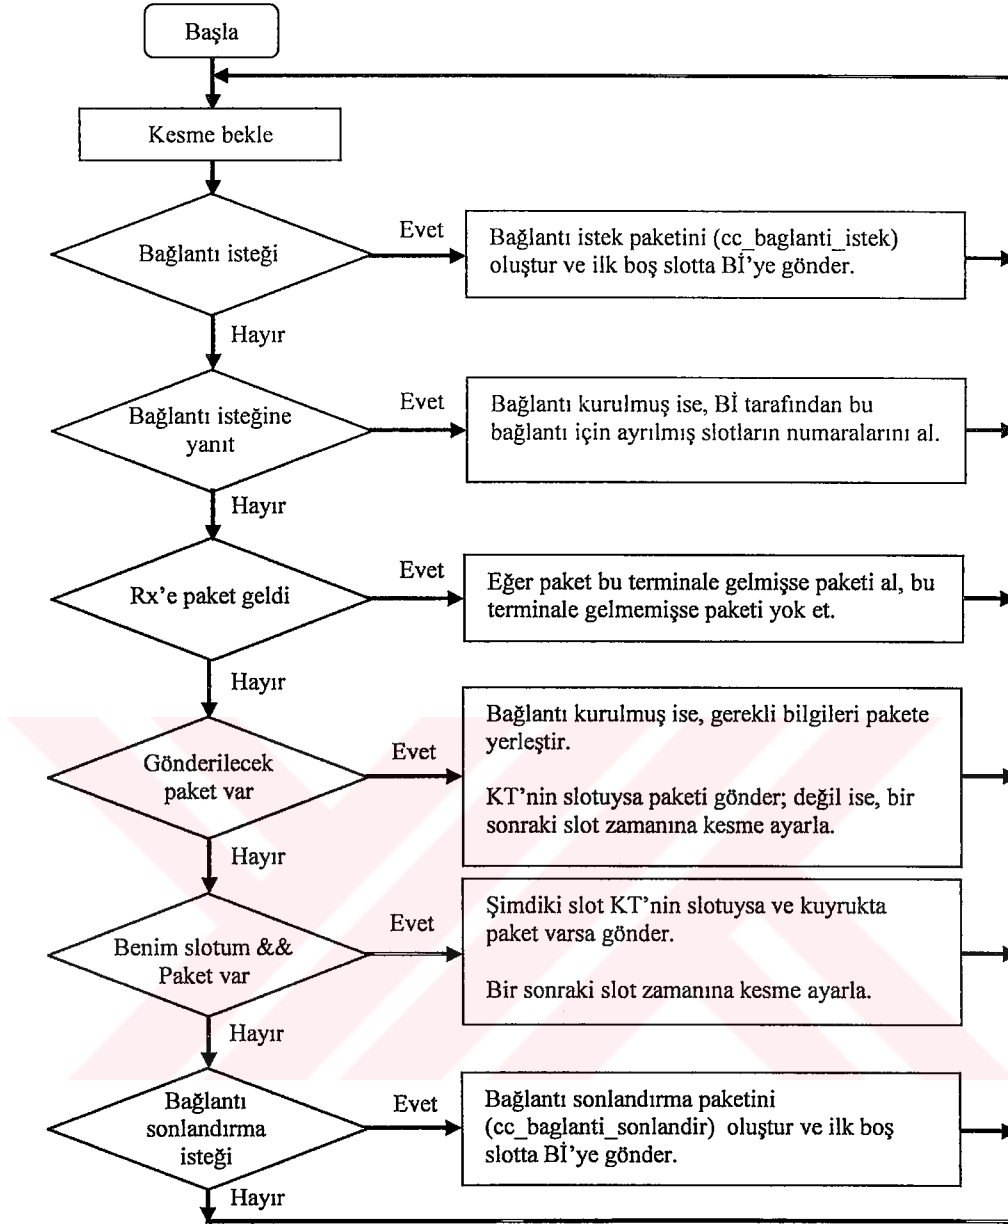 Başla
Kesme bekle
Bağlantı isteği
Evet
Bağlantı istek paketini (cc_baglanti_istek)
oluştur ve ilk boş slotta Bİ’ye gönder.
Hayır
Bağlantı isteğine
yanıt
Evet
Bağlantı kurulmuş ise, Bİ tarafından bu
bağlantı için ayrılmış slotların numaralarını al.
Hayır
Rx’e paket geldi
Evet
Eğer paket bu terminale gelmişse paketi al, bu
terminale gelmemişse paketi yok et.
Hayır
Gönderilecek
paket var
Evet
Bağlantı kurulmuş ise, gerekli bilgileri pakete
yerleştir.
KT’nin slotuysa paketi gönder; değil ise, bir
sonraki slot zamanına kesme ayarla.
Hayır
Benim slotum &&
Paket var
Evet
Şimdiki slot KT’nin slotuysa ve kuyrukta
paket varsa gönder.
Bir sonraki slot zamanına kesme ayarla.
Hayır
Bağlantı
sonlandırma
isteği
Evet
Bağlantı sonlandırma paketini
(cc_baglanti_sonlandir) oluştur ve ilk boş
slotta Bİ’ye gönder.
Hayır